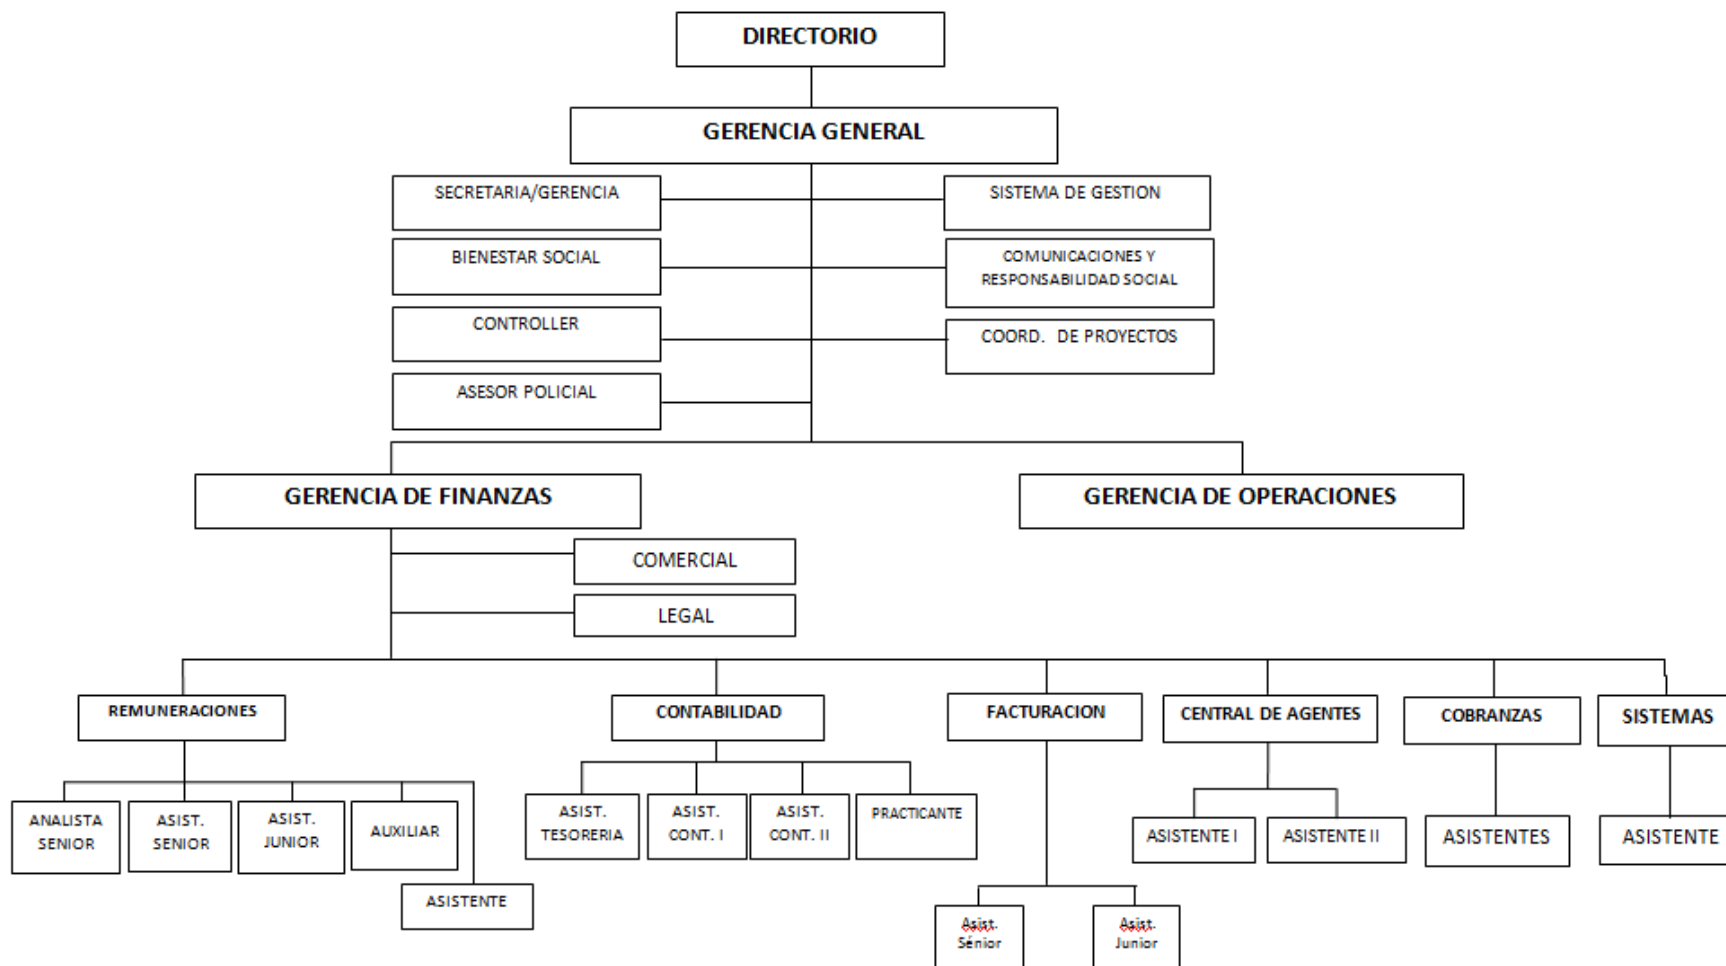 DIRECTORIO
GERENCIA GENERAL
SECRETARIA/GERENCIA
SISTEMA DE GESTION
BIENESTAR SOCIAL
COMUNICACIONES Y
RESPONSABILIDAD SOCIAL
CONTROLLER
COORD. DE PROYECTOS
ASESOR POLICIAL
GERENCIA DE FINANZAS
GERENCIA DE OPERACIONES
COMERCIAL
LEGAL
REMUNERACIONES
CONTABILIDAD
FACTURACION
CENTRAL DE AGENTES
COBRANZAS
SISTEMAS
ANALISTA
SENIOR
ASIST.
SENIOR
ASIST.
JUNIOR
AUXILIAR
ASISTENTE
ASIST.
TESORERIA
ASIST.
CONT. I
ASIST.
CONT. II
PRACTICANTE
Asist.
Sénior
Asist.
Junior
ASISTENTE I
ASISTENTE II
ASISTENTES
ASISTENTE